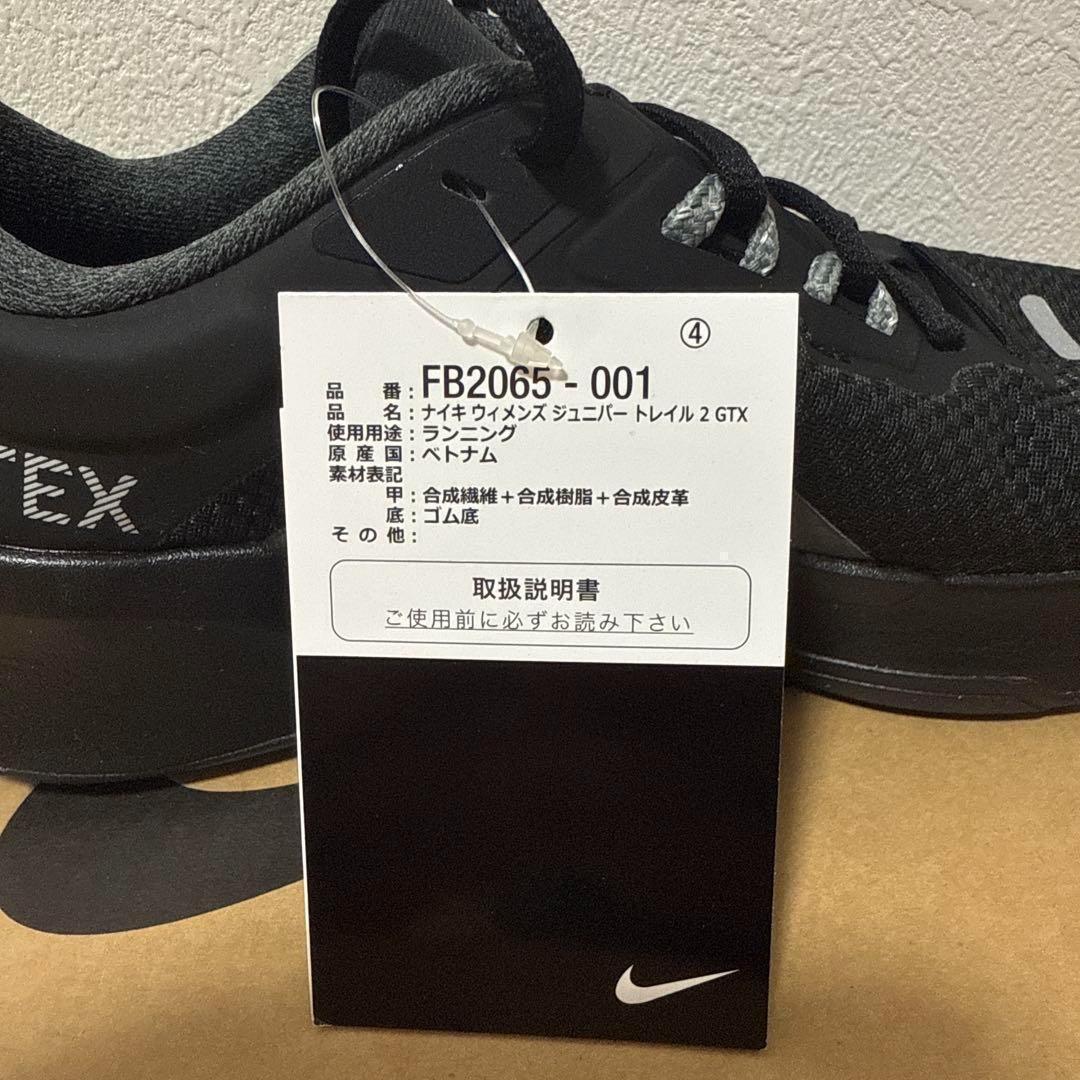 ④
品 番：FB2065 - 001
品 名：ナイキ ウィメンズ ジュニパー トレイル 2 GTX
使用用途：ランニング
原 産 国：ベトナム
素材表記
甲：合成繊維＋合成樹脂＋合成皮革
底：ゴム底
そ の 他：
取扱説明書
ご使用前に必ずお読み下さい
TEX